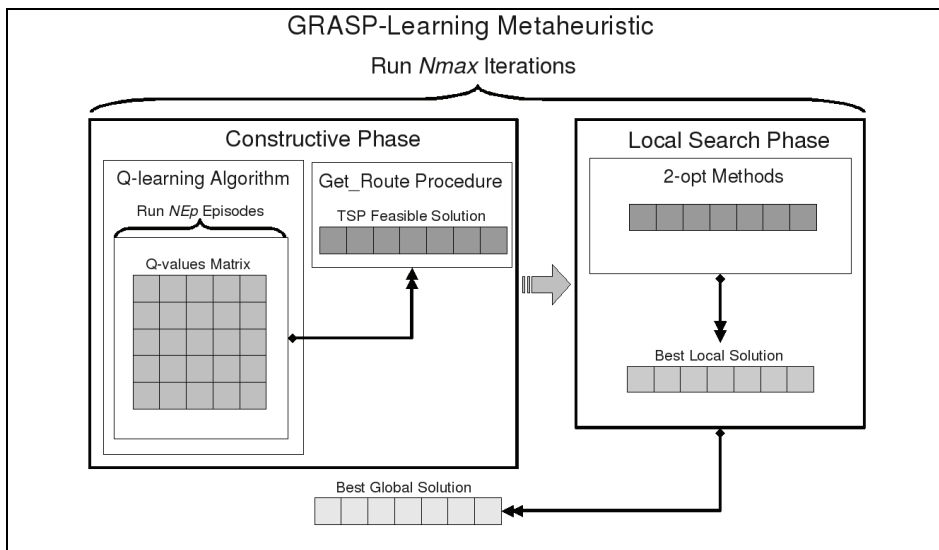 GRASP-Learning Metaheuristic
Run Nmax Iterations
Constructive Phase
Q-learning Algorithm
Run NEp Episodes
Q-values Matrix
Get_Route Procedure
TSP Feasible Solution
Local Search Phase
2-opt Methods
Best Local Solution
Best Global Solution